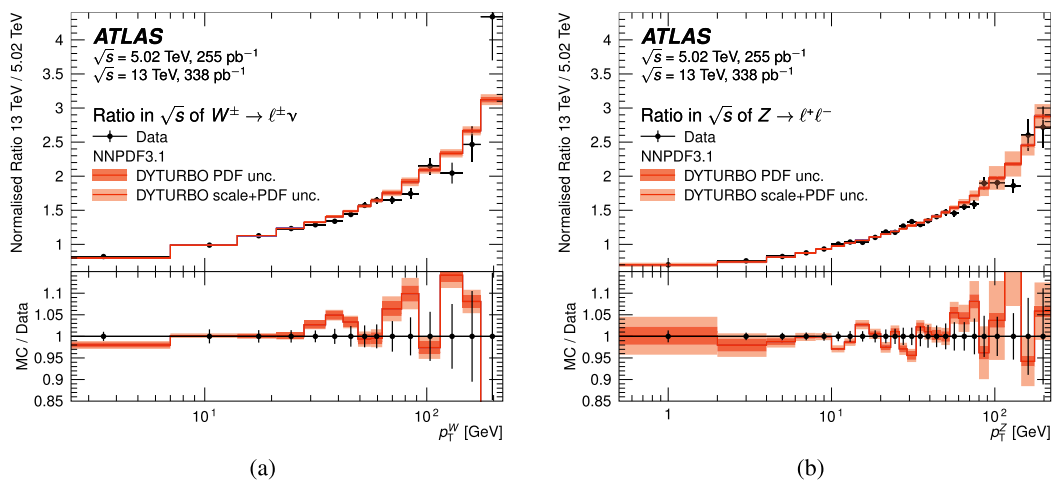 ATLAS
√s = 5.02 TeV, 255 pb⁻¹
√s = 13 TeV, 338 pb⁻¹
Ratio in √s of W± → ℓ±ν
Data
NNPDF3.1
DYTURBO PDF unc.
DYTURBO scale+PDF unc.
Normalised Ratio 13 TeV / 5.02 TeV
4
3.5
3
2.5
2
1.5
1
MC / Data
1.1
1.05
1
0.95
0.9
0.85
10¹
10²
p_T^W [GeV]
(a)
ATLAS
√s = 5.02 TeV, 255 pb⁻¹
√s = 13 TeV, 338 pb⁻¹
Ratio in √s of Z → ℓ⁺ℓ⁻
Data
NNPDF3.1
DYTURBO PDF unc.
DYTURBO scale+PDF unc.
Normalised Ratio 13 TeV / 5.02 TeV
4
3.5
3
2.5
2
1.5
1
MC / Data
1.1
1.05
1
0.95
0.9
0.85
1
10¹
10²
p_T^Z [GeV]
(b)